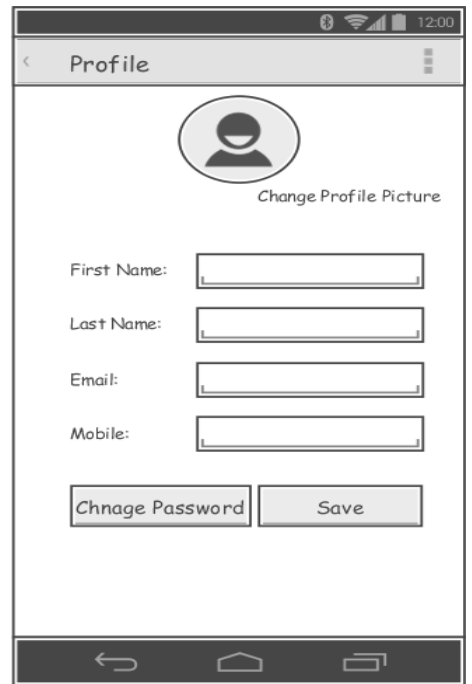 12:00
Profile
Change Profile Picture
First Name:
Last Name:
Email:
Mobile:
Chnage Password Save